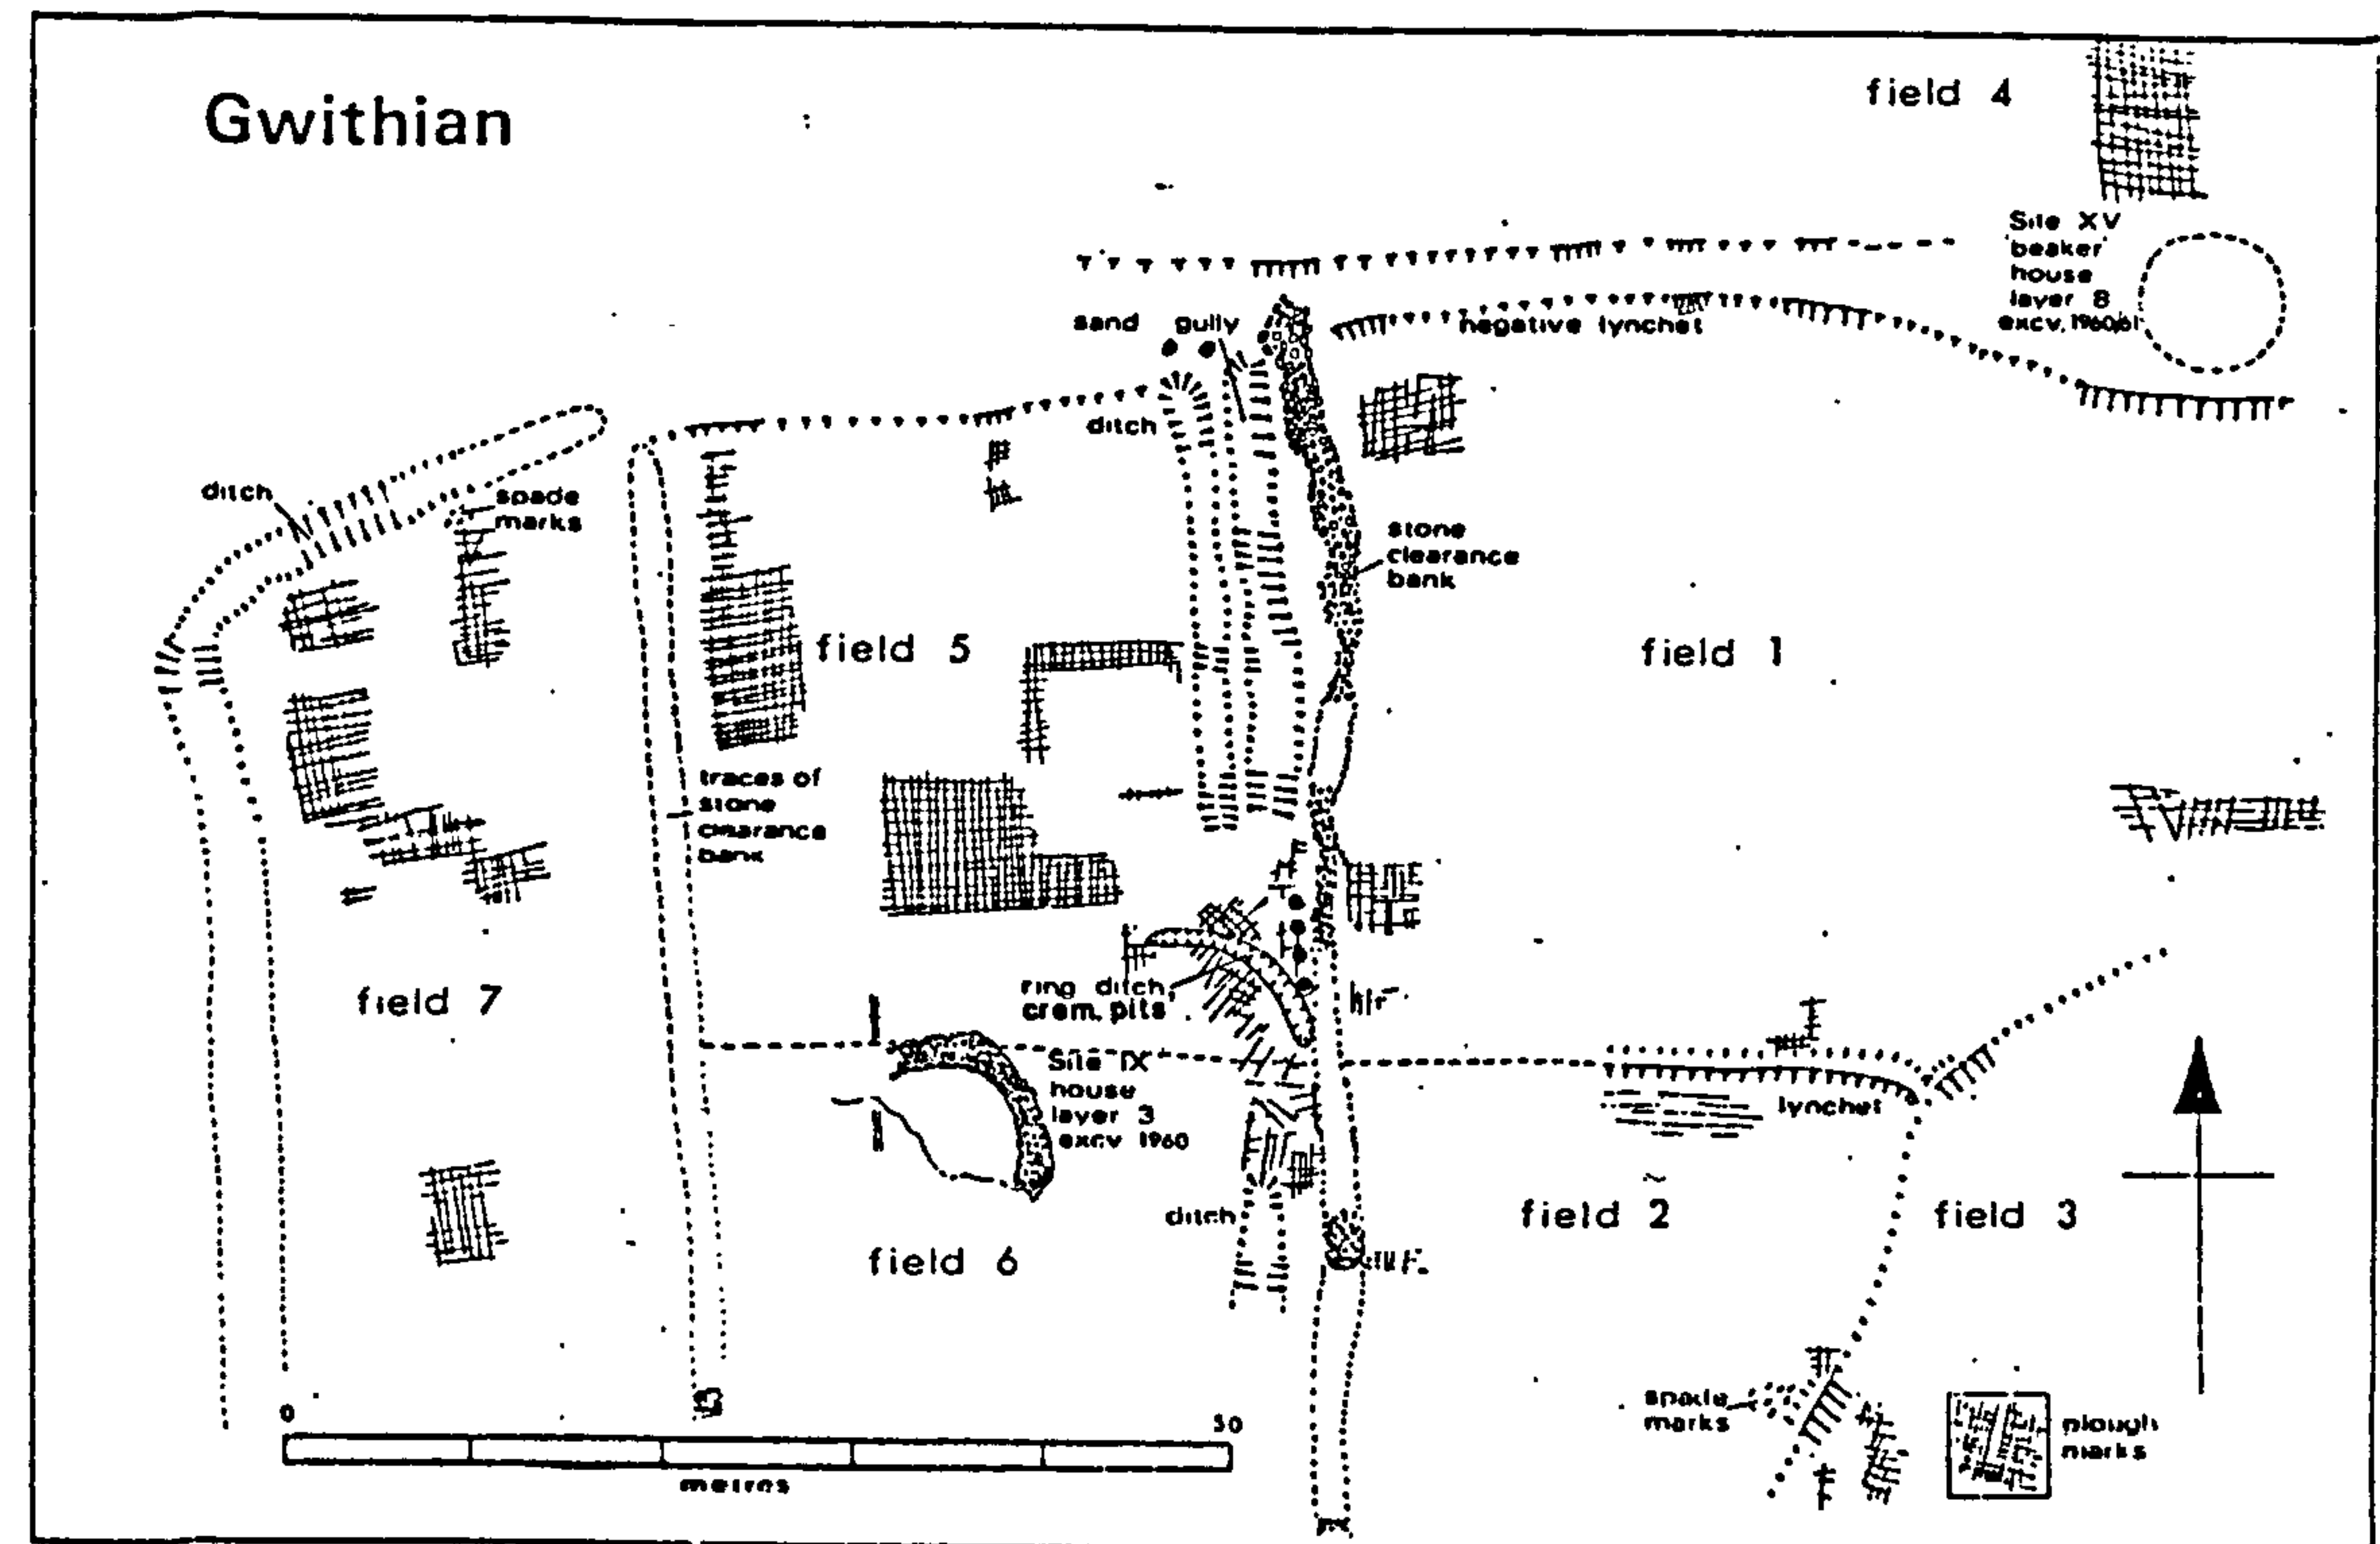 Gwithian
field 4
Site XV
'beaker'
house
layer 8
excv. 1960/61
sand gully
negative lynchet
ditch
ditch
spade
marks
stone
clearance
bank
field 5
field 1
traces of
stone
clearance
bank
field 7
ring ditch,
crem. pits
Site IX
house
layer 3
excv 1960
lynchet
ditch
field 2
field 3
field 6
spade
marks
plough
marks
0
50
metres